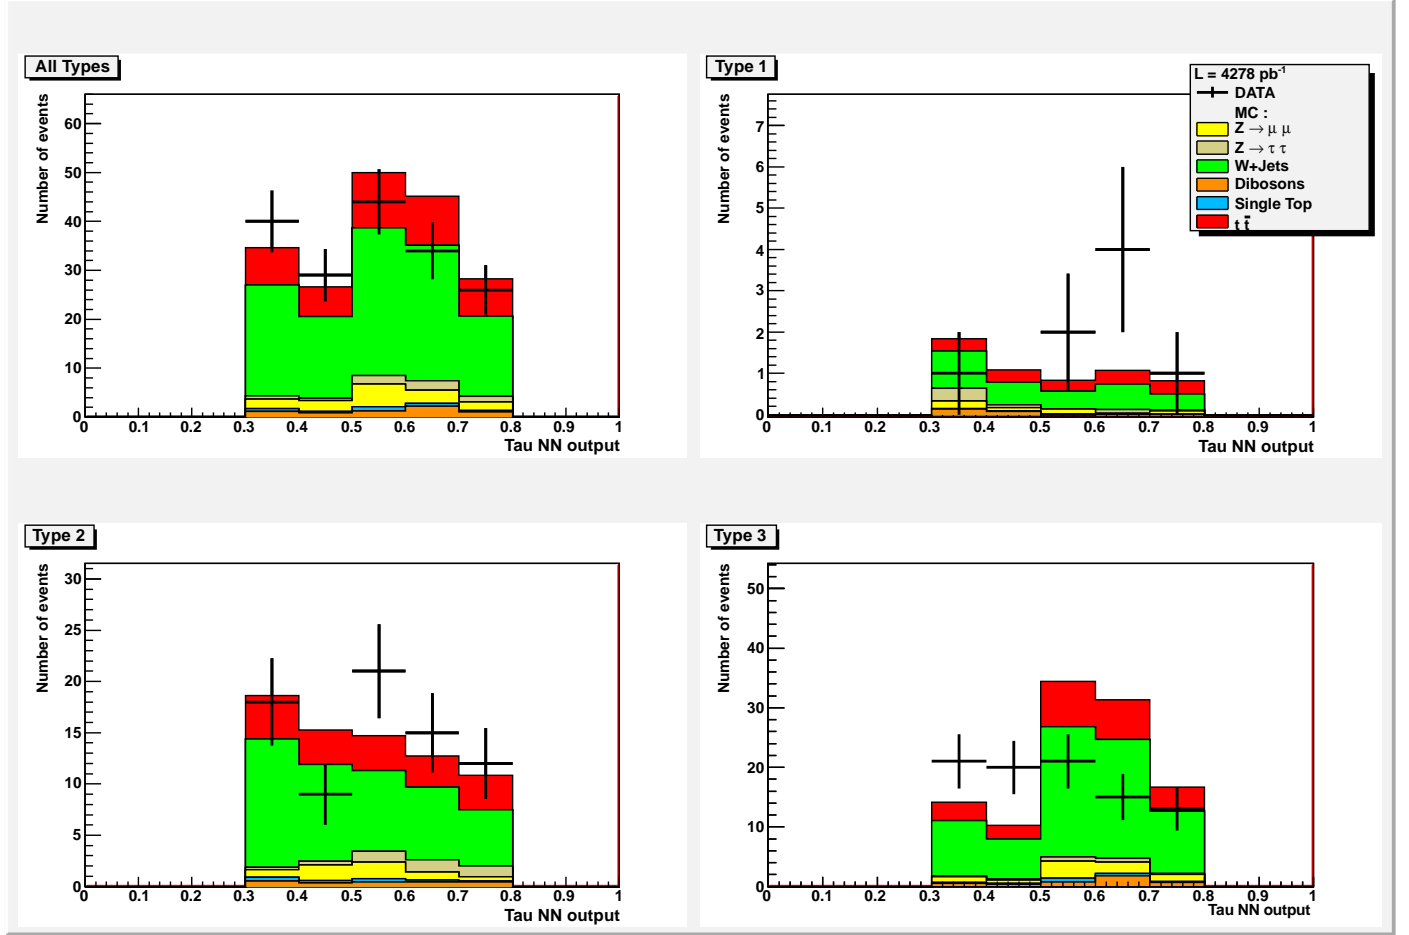 All Types
Number of events
60
50
40
30
20
10
0
0 0.1 0.2 0.3 0.4 0.5 0.6 0.7 0.8 0.9 1
Tau NN output
Type 1
Number of events
7
6
5
4
3
2
1
0
0 0.1 0.2 0.3 0.4 0.5 0.6 0.7 0.8 0.9 1
Tau NN output
L = 4278 pb⁻¹
DATA
MC :
Z → μ μ
Z → τ τ
W+Jets
Dibosons
Single Top
t t̄
Type 2
Number of events
30
25
20
15
10
5
0
0 0.1 0.2 0.3 0.4 0.5 0.6 0.7 0.8 0.9 1
Tau NN output
Type 3
Number of events
50
40
30
20
10
0
0 0.1 0.2 0.3 0.4 0.5 0.6 0.7 0.8 0.9 1
Tau NN output